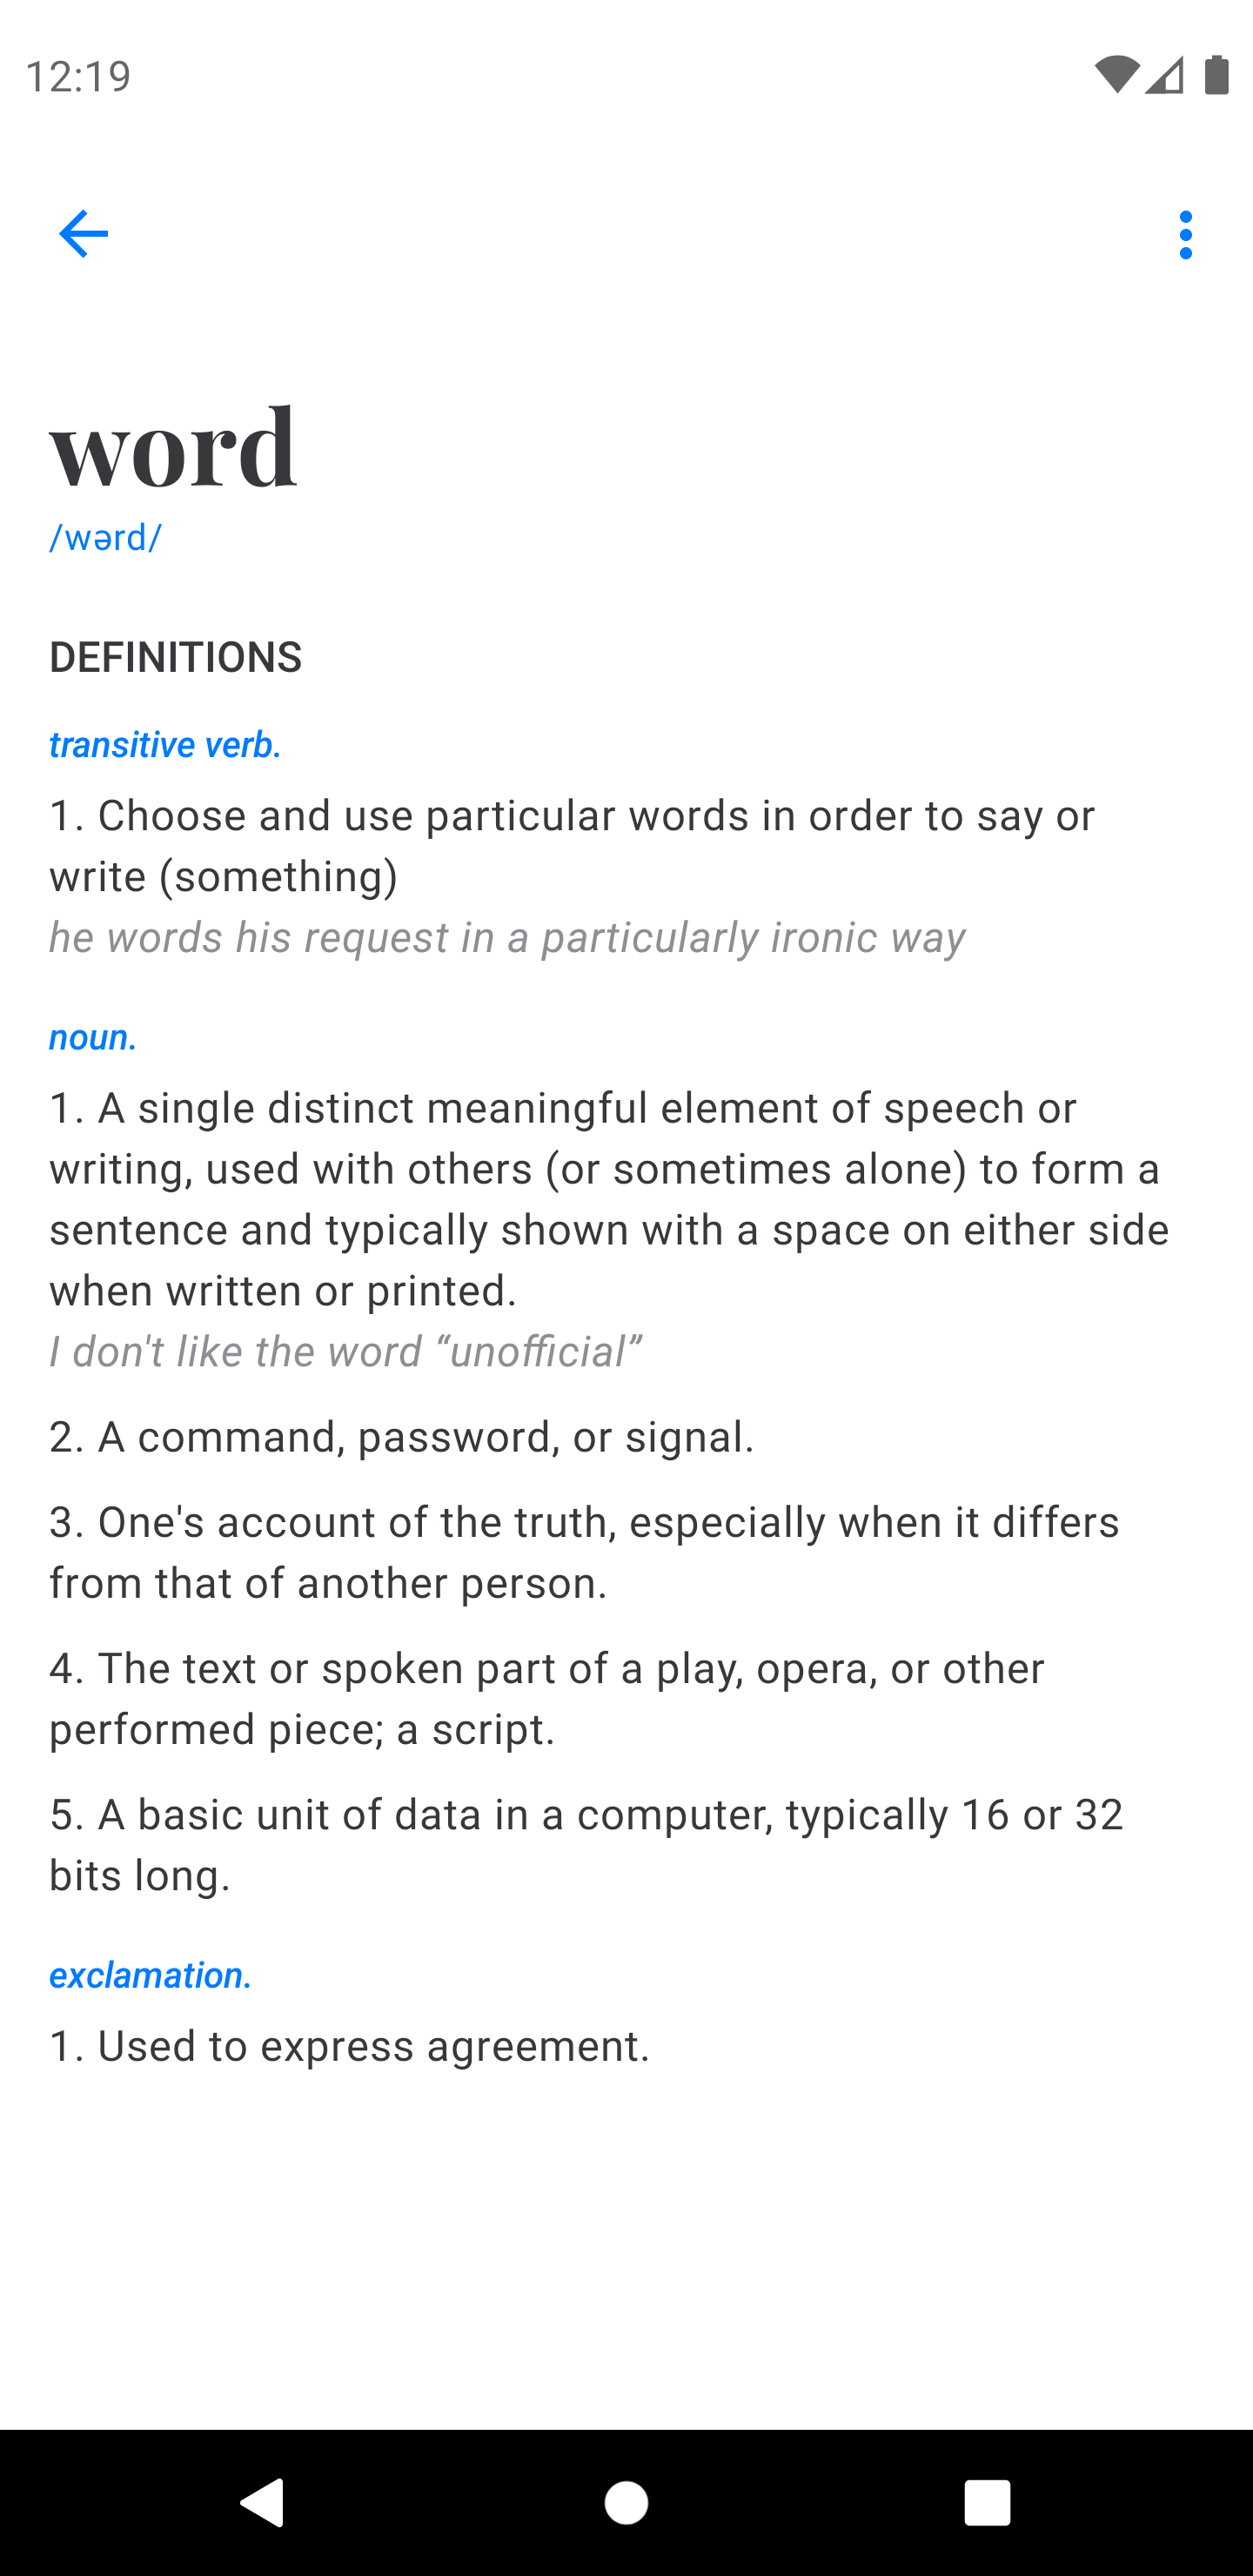 12:19
word
/wərd/
DEFINITIONS
transitive verb.
1. Choose and use particular words in order to say or
write (something)
he words his request in a particularly ironic way
noun.
1. A single distinct meaningful element of speech or
writing, used with others (or sometimes alone) to form a
sentence and typically shown with a space on either side
when written or printed.
I don't like the word “unofficial”
2. A command, password, or signal.
3. One's account of the truth, especially when it differs
from that of another person.
4. The text or spoken part of a play, opera, or other
performed piece; a script.
5. A basic unit of data in a computer, typically 16 or 32
bits long.
exclamation.
1. Used to express agreement.